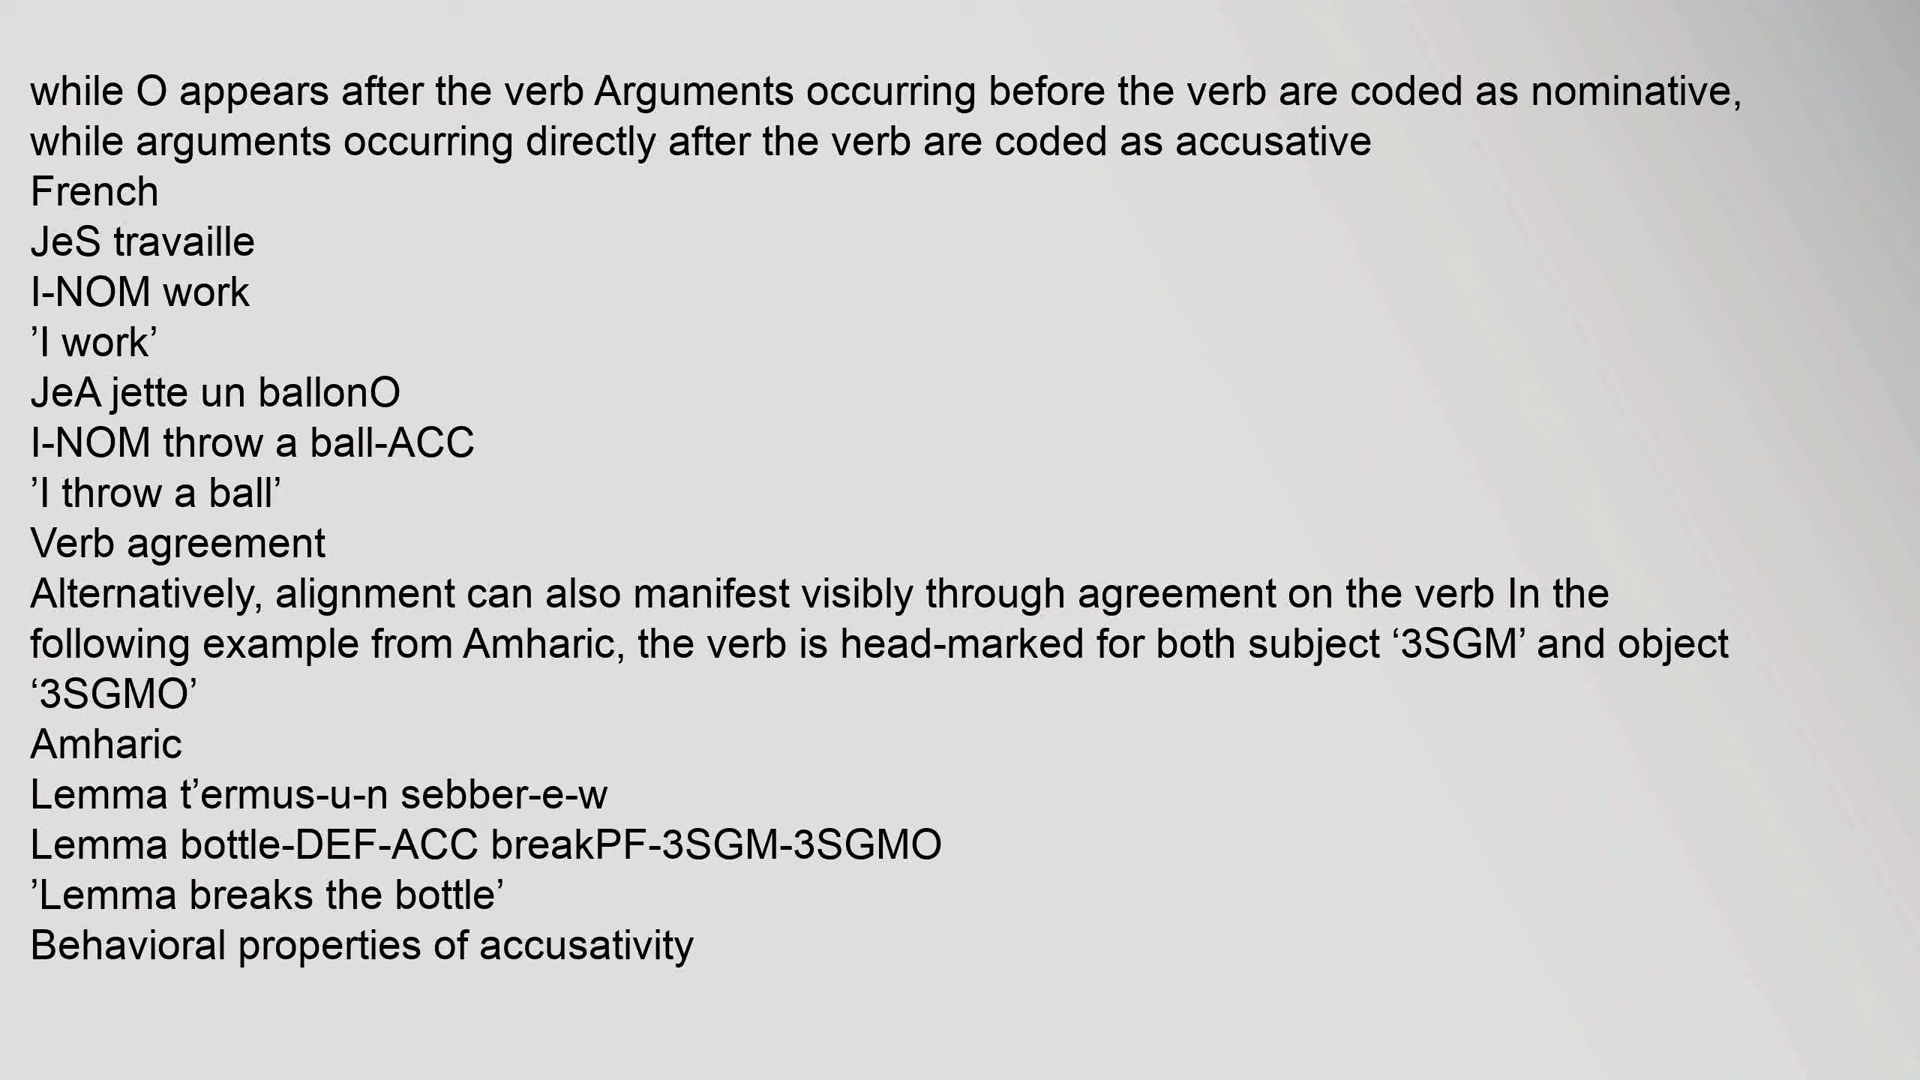 while O appears after the verb Arguments occurring before the verb are coded as nominative,
while arguments occurring directly after the verb are coded as accusative
French
JeS travaille
I-NOM work
’I work’
JeA jette un ballonO
I-NOM throw a ball-ACC
’I throw a ball’
Verb agreement
Alternatively, alignment can also manifest visibly through agreement on the verb In the
following example from Amharic, the verb is head-marked for both subject ‘3SGM’ and object
‘3SGMO’
Amharic
Lemma t’ermus-u-n sebber-e-w
Lemma bottle-DEF-ACC breakPF-3SGM-3SGMO
’Lemma breaks the bottle’
Behavioral properties of accusativity